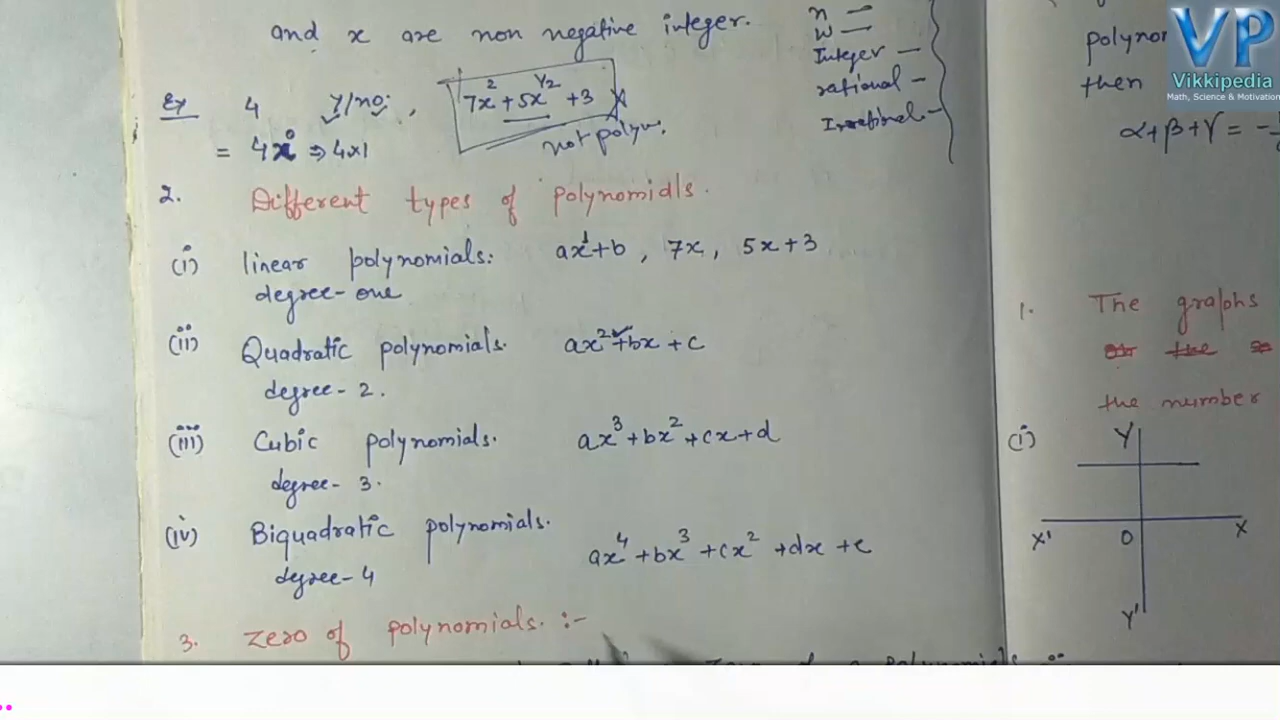 and x are non negative integer.
Ex 4 y/no. , 7x² + 5x^1/2 + 3
not polyn.
= 4x⁰ ⇒ 4×1
n
w
Integer –
rational –
2. Different types of polynomials.
(i) linear polynomials. ax¹+b , 7x, 5x+3
degree- one
(ii) Quadratic polynomials. ax²+bx+c
degree- 2.
(iii) Cubic polynomials. ax³+bx²+cx+d
degree- 3.
(iv) Biquadratic polynomials. ax⁴+bx³+cx²+dx+e
degree-4
3. Zero of polynomials. :-
polynom
then
α+β+γ = -
1. The graphs
the number
(i) Y
X' O X
Y'
VP
Vikkipedia
Math, Science & Motivation